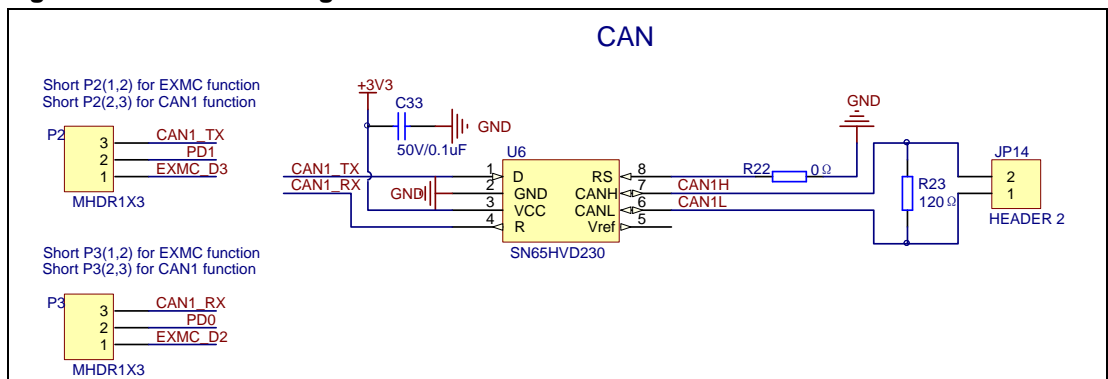 CAN
Short P2(1,2) for EXMC function
Short P2(2,3) for CAN1 function
P2
3 CAN1_TX
2 PD1
1 EXMC_D3
MHDR1X3
Short P3(1,2) for EXMC function
Short P3(2,3) for CAN1 function
P3
3 CAN1_RX
2 PD0
1 EXMC_D2
MHDR1X3
+3V3
C33
GND
50V/0.1uF
U6
CAN1_TX 1 D
GND 2 GND
3 VCC
CAN1_RX 4 R
RS 8
CANH 7 CAN1H
CANL 6 CAN1L
Vref 5
SN65HVD230
R22 0Ω
GND
R23
120Ω
JP14
2
1
HEADER 2